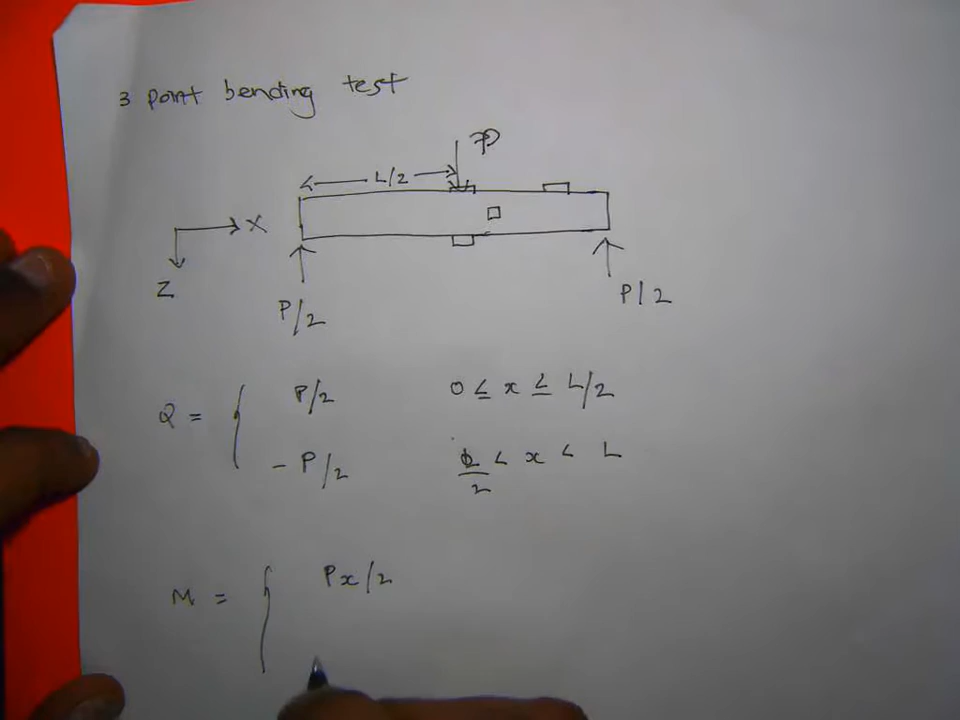 3 point bending test
P
L/2
X
Z
P/2
P/2
Q = { P/2 0 ≤ x ≤ L/2
- P/2 L/2 < x < L
M = { Px/2